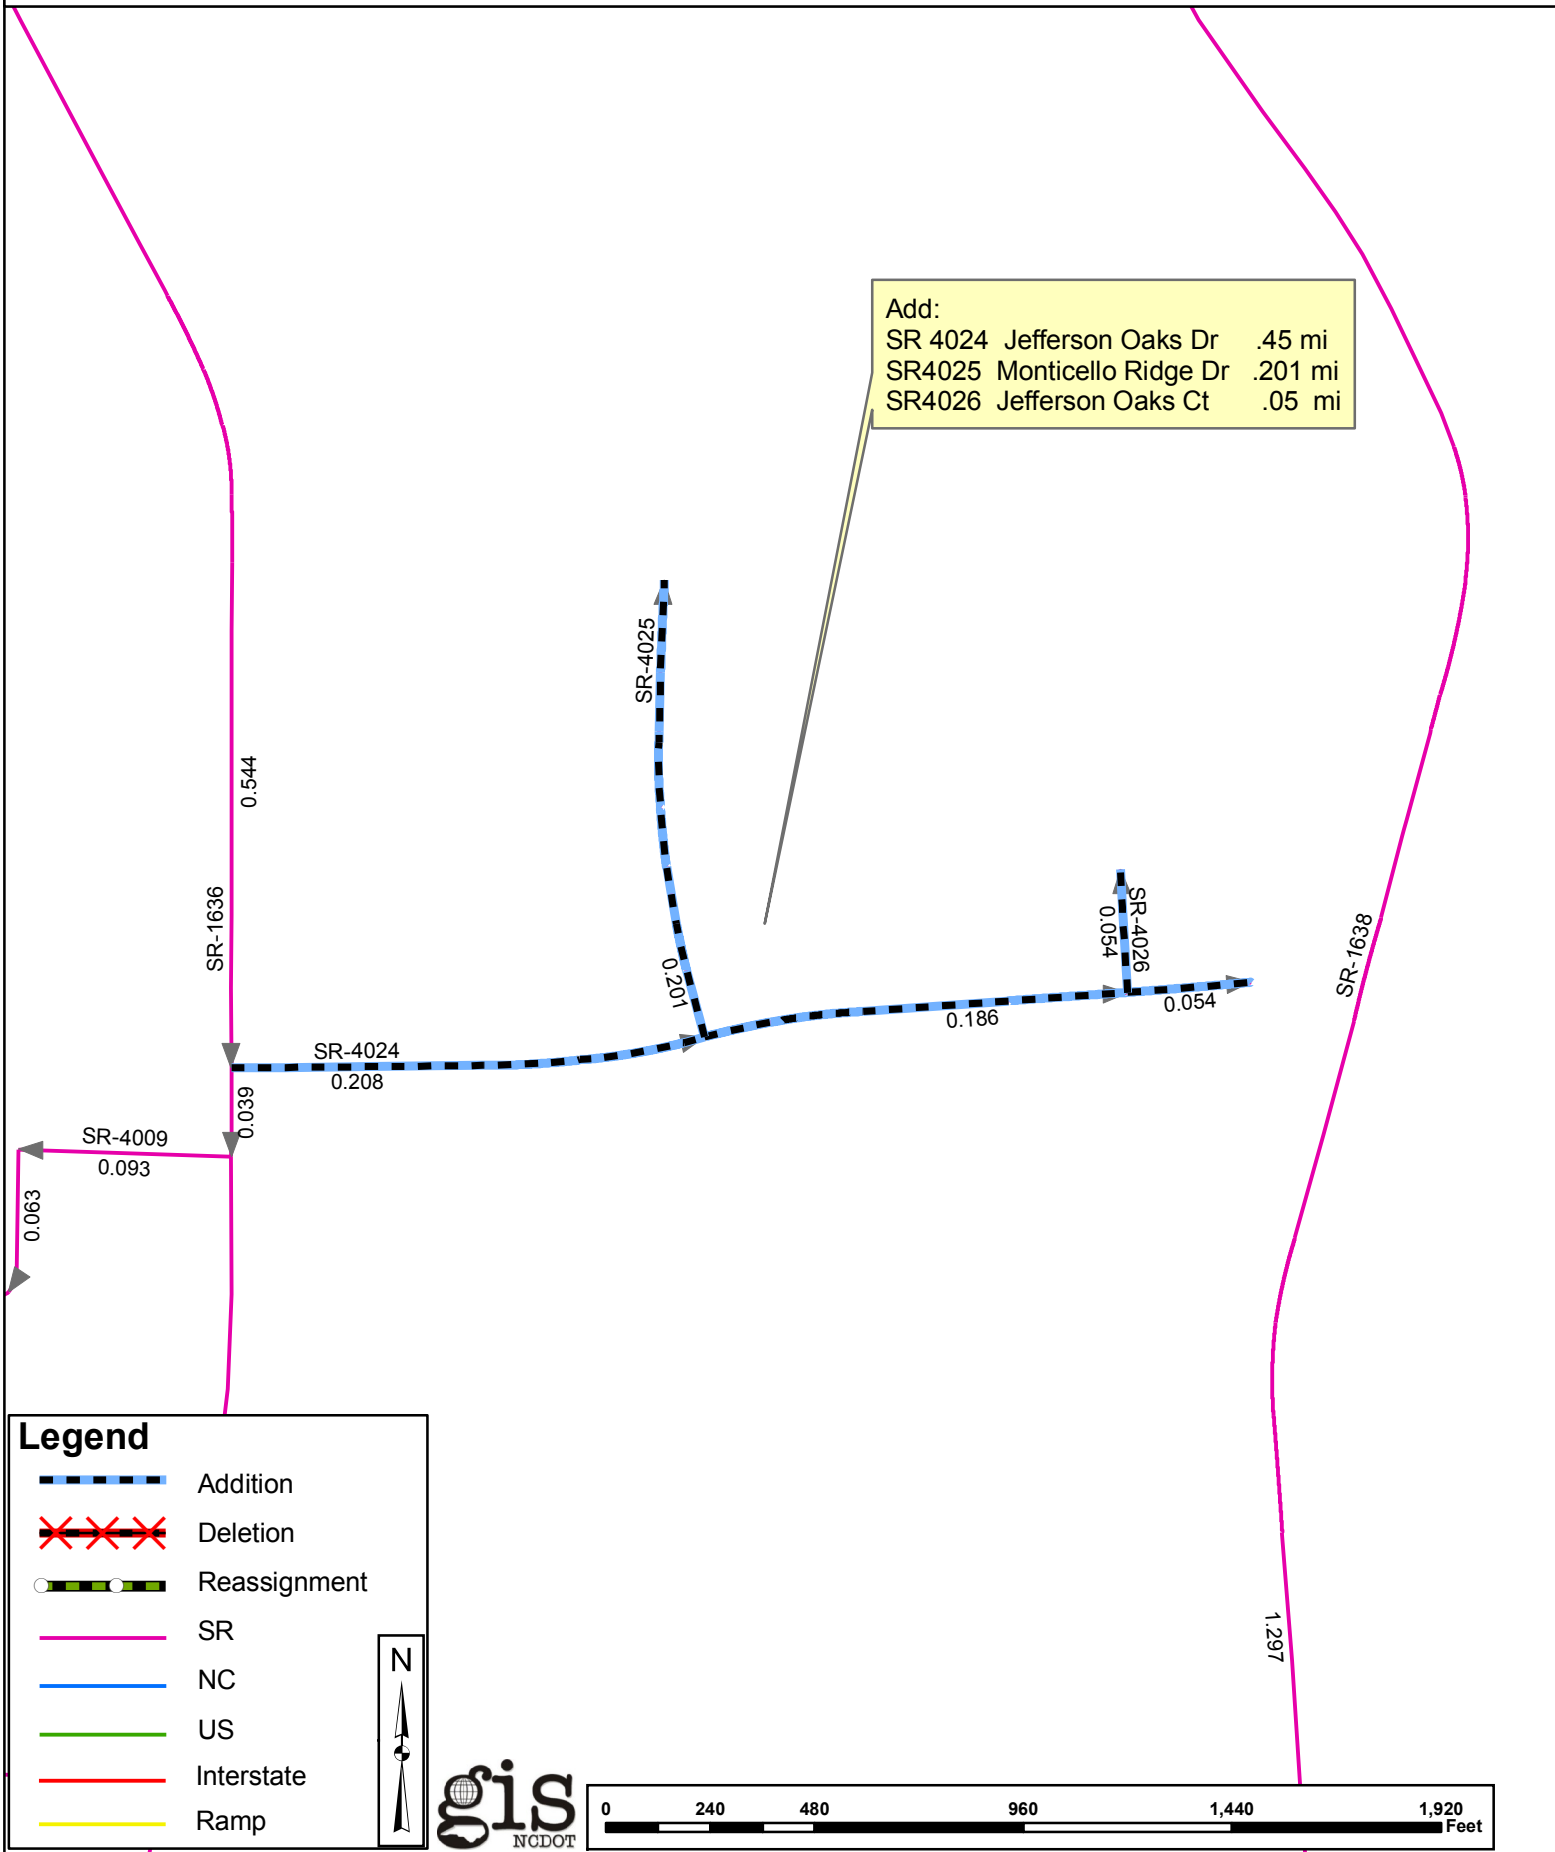 Add:
SR 4024 Jefferson Oaks Dr .45 mi
SR4025 Monticello Ridge Dr .201 mi
SR4026 Jefferson Oaks Ct .05 mi
SR-4025
0.544
SR-1636
0.201
SR-4026
0.054
SR-1638
0.054
0.186
SR-4024
0.208
0.039
SR-4009
0.093
0.063
1.297
Legend
Addition
Deletion
Reassignment
SR
NC
US
Interstate
Ramp
N
gis
NCDOT
0 240 480 960 1,440 1,920
Feet